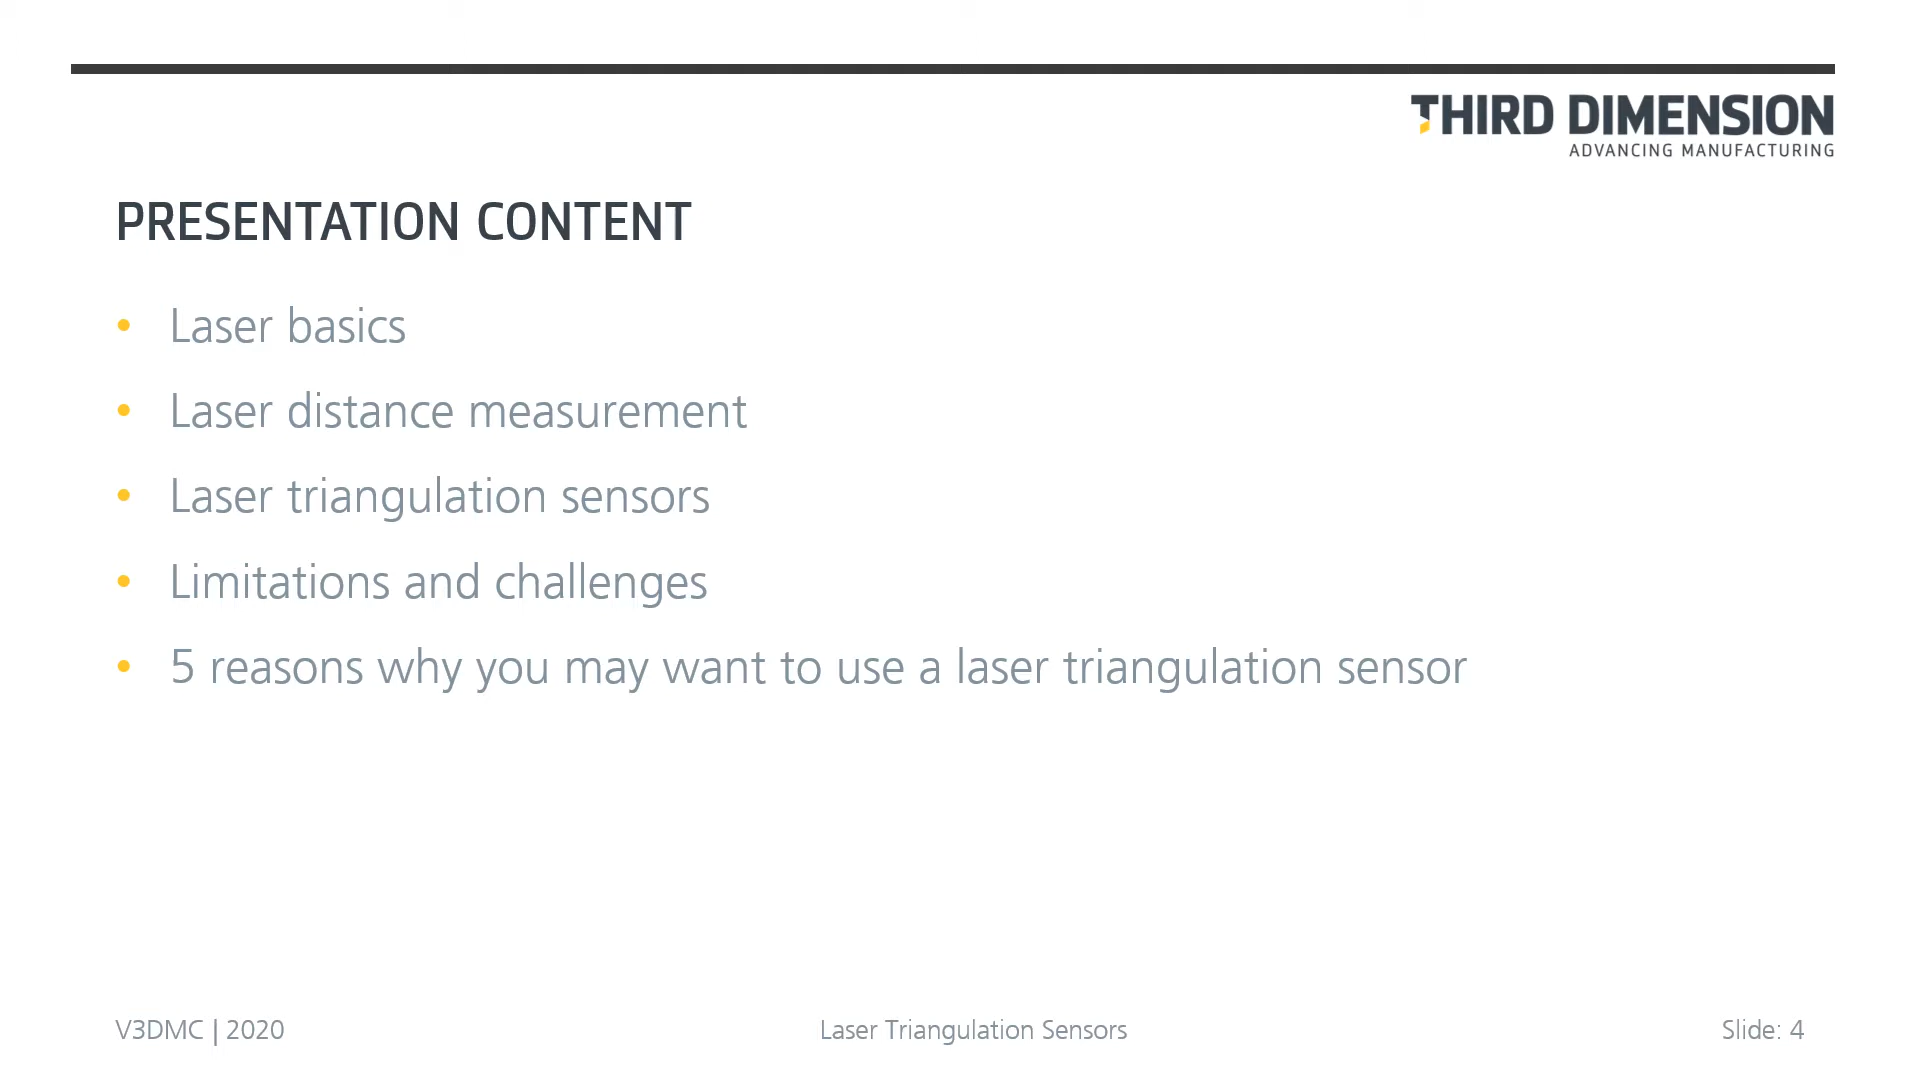 THIRD DIMENSION
ADVANCING MANUFACTURING
PRESENTATION CONTENT
• Laser basics
• Laser distance measurement
• Laser triangulation sensors
• Limitations and challenges
• 5 reasons why you may want to use a laser triangulation sensor
V3DMC | 2020
Laser Triangulation Sensors
Slide: 4